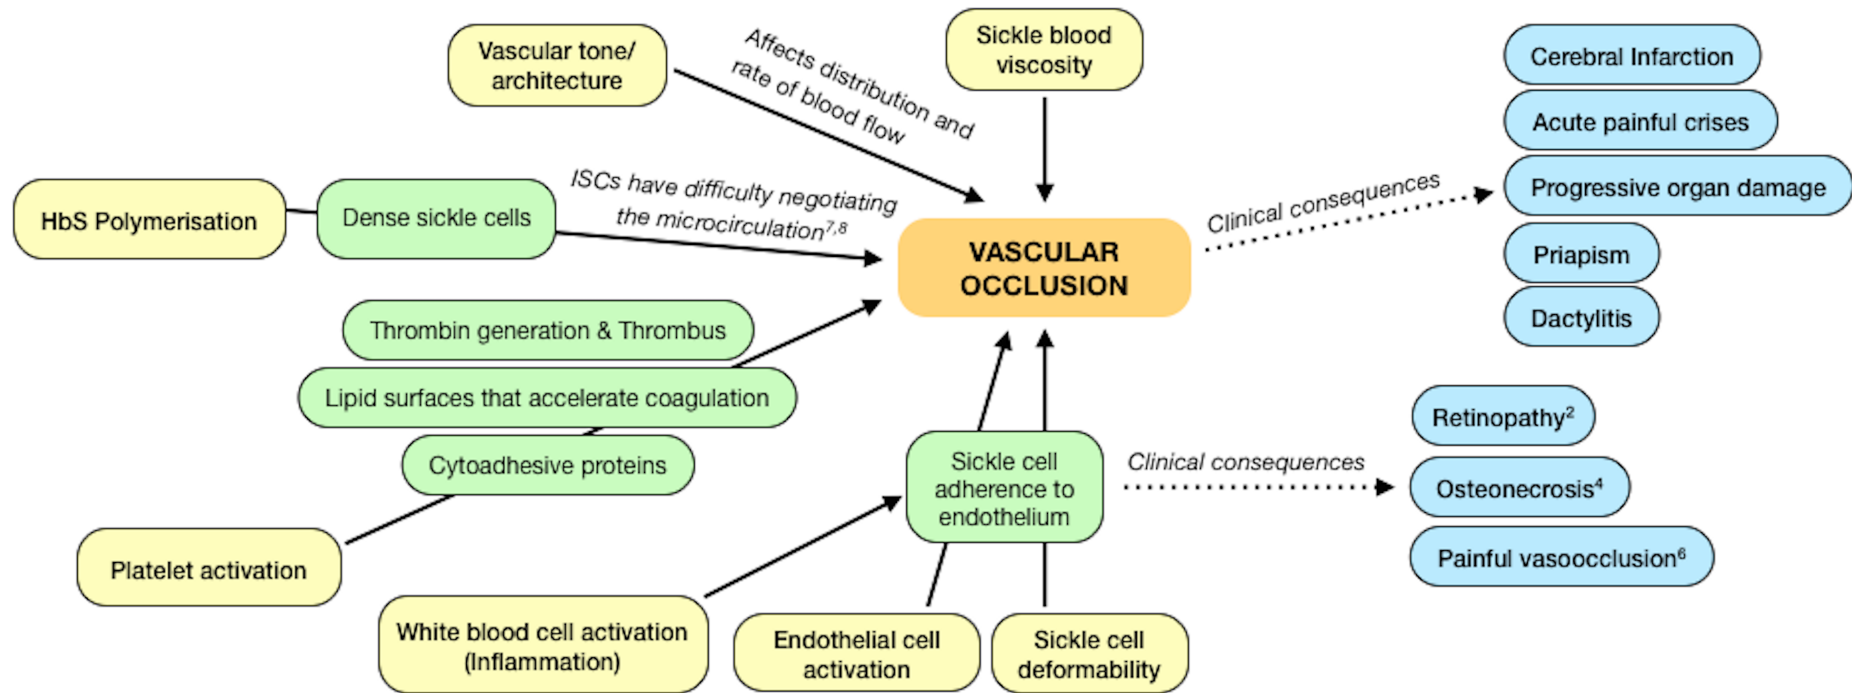 Vascular tone/
architecture
Affects distribution and
rate of blood flow
Sickle blood
viscosity
HbS Polymerisation
Dense sickle cells
ISCs have difficulty negotiating
the microcirculation⁷,⁸
VASCULAR
OCCLUSION
Clinical consequences
Cerebral Infarction
Acute painful crises
Progressive organ damage
Priapism
Dactylitis
Thrombin generation & Thrombus
Lipid surfaces that accelerate coagulation
Cytoadhesive proteins
Platelet activation
Sickle cell
adherence to
endothelium
Clinical consequences
Retinopathy²
Osteonecrosis⁴
Painful vasoocclusion⁶
White blood cell activation
(Inflammation)
Endothelial cell
activation
Sickle cell
deformability